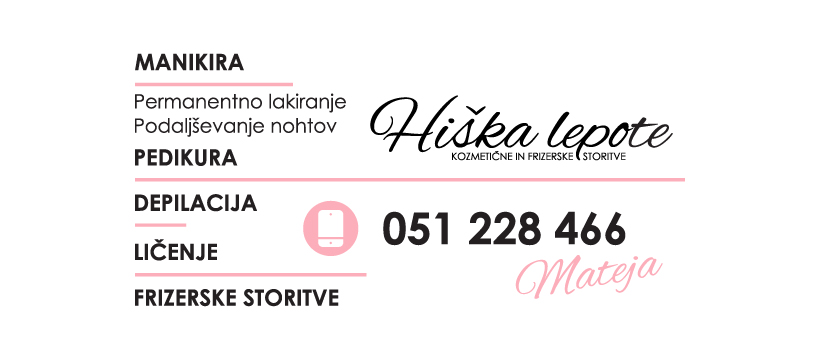 MANIKIRA
Permanentno lakiranje
Podaljševanje nohtov
PEDIKURA
DEPILACIJA
LIČENJE
FRIZERSKE STORITVE
Hiška lepote
KOZMETIČNE IN FRIZERSKE STORITVE
051 228 466
Mateja